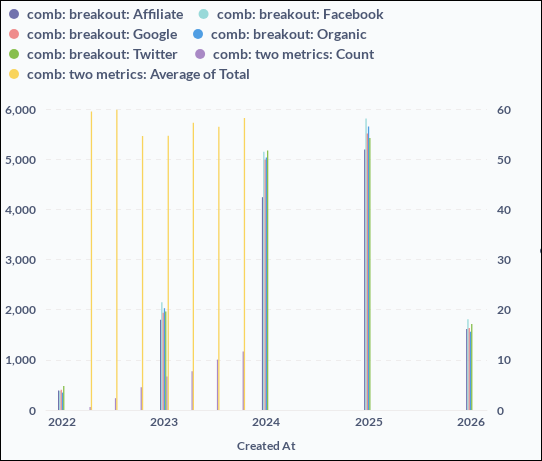 comb: breakout: Affiliate comb: breakout: Facebook
comb: breakout: Google comb: breakout: Organic
comb: breakout: Twitter comb: two metrics: Count
comb: two metrics: Average of Total
6,000 60
5,000 50
4,000 40
3,000 30
2,000 20
1,000 10
0 0
2022 2023 2024 2025 2026
Created At